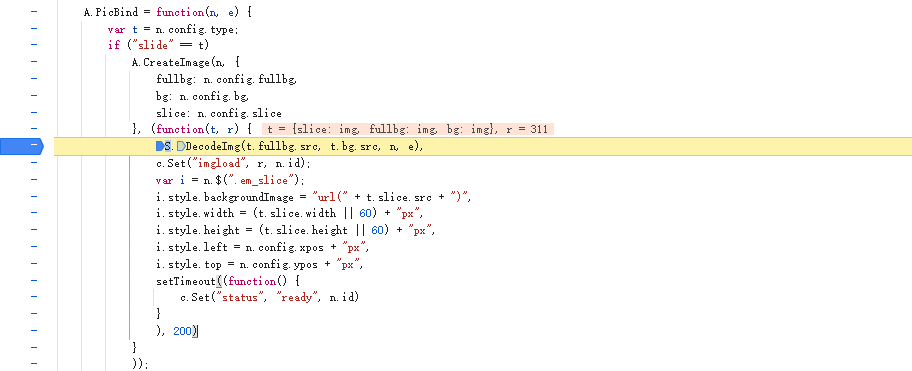 A.PicBind = function(n, e) {
var t = n.config.type;
if ("slide" == t)
A.CreateImage(n, {
fullbg: n.config.fullbg,
bg: n.config.bg,
slice: n.config.slice
}, (function(t, r) { t = {slice: img, fullbg: img, bg: img}, r = 311
S.DecodeImg(t.fullbg.src, t.bg.src, n, e),
c.Set("imgload", r, n.id);
var i = n.$(".em_slice");
i.style.backgroundImage = "url(" + t.slice.src + ")",
i.style.width = (t.slice.width || 60) + "px",
i.style.height = (t.slice.height || 60) + "px",
i.style.left = n.config.xpos + "px",
i.style.top = n.config.ypos + "px",
setTimeout((function() {
c.Set("status", "ready", n.id)
}
), 200)
}
));